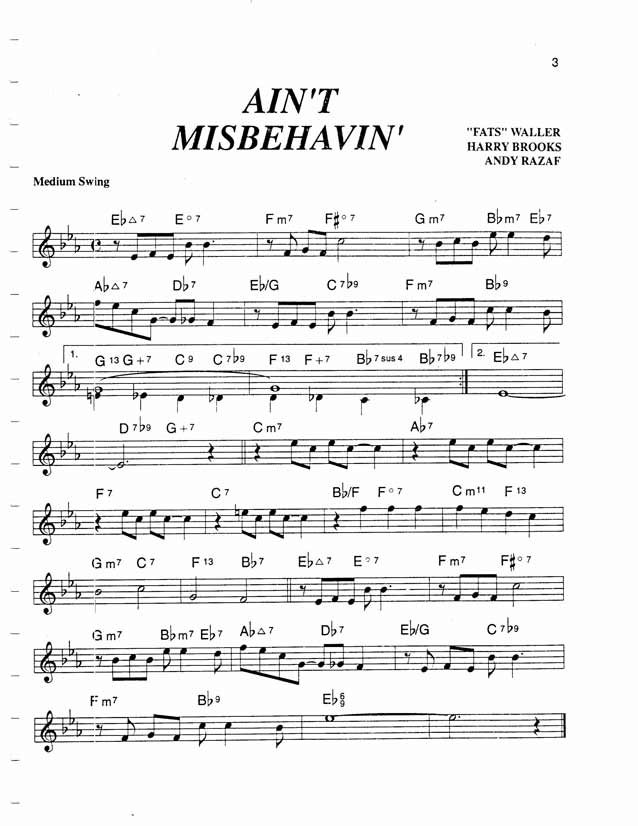 3
AIN'T
MISBEHAVIN'
"FATS" WALLER
HARRY BROOKS
ANDY RAZAF
Medium Swing
E♭△7 E°7 Fm7 F♯°7 Gm7 B♭m7 E♭7
A♭△7 D♭7 E♭/G C7♭9 Fm7 B♭9
1. G13 G+7 C9 C7♭9 F13 F+7 B♭7sus4 B♭7♭9 2. E♭△7
D7♭9 G+7 Cm7 A♭7
F7 C7 B♭/F F°7 Cm11 F13
Gm7 C7 F13 B♭7 E♭△7 E°7 Fm7 F♯°7
Gm7 B♭m7 E♭7 A♭△7 D♭7 E♭/G C7♭9
Fm7 B♭9 E♭6/9